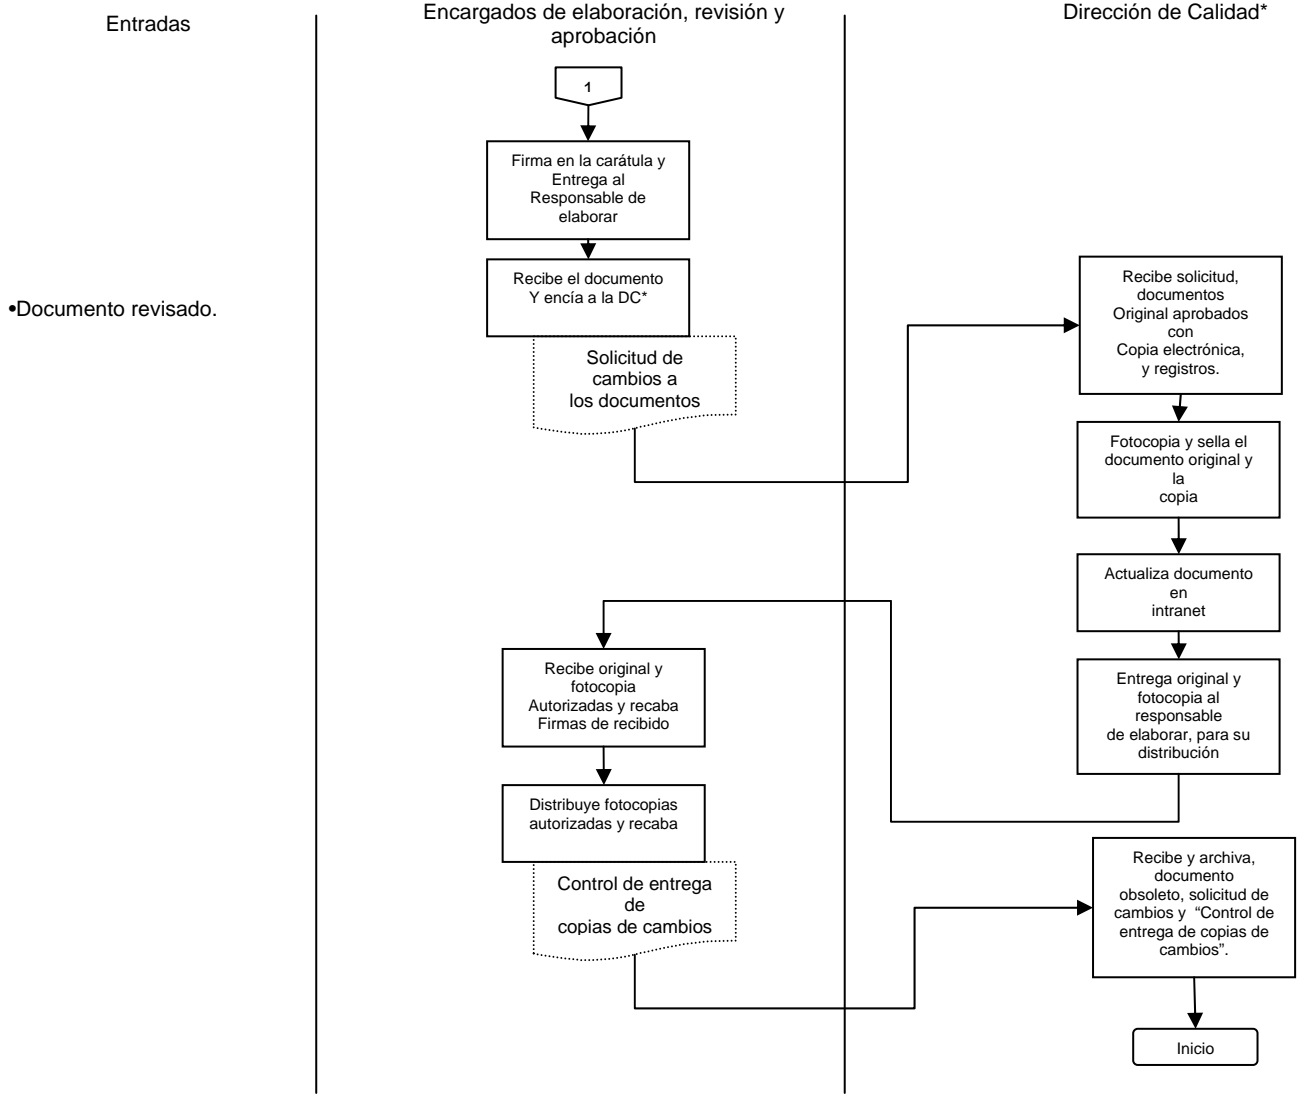 Entradas
Encargados de elaboración, revisión y
aprobación
Dirección de Calidad*
1
Firma en la carátula y
Entrega al
Responsable de
elaborar
Recibe el documento
Y encía a la DC*
Solicitud de
cambios a
los documentos
•Documento revisado.
Recibe solicitud,
documentos
Original aprobados
con
Copia electrónica,
y registros.
Fotocopia y sella el
documento original y
la
copia
Actualiza documento
en
intranet
Entrega original y
fotocopia al
responsable
de elaborar, para su
distribución
Recibe original y
fotocopia
Autorizadas y recaba
Firmas de recibido
Distribuye fotocopias
autorizadas y recaba
Control de entrega
de
copias de cambios
Recibe y archiva,
documento
obsoleto, solicitud de
cambios y “Control de
entrega de copias de
cambios”.
Inicio